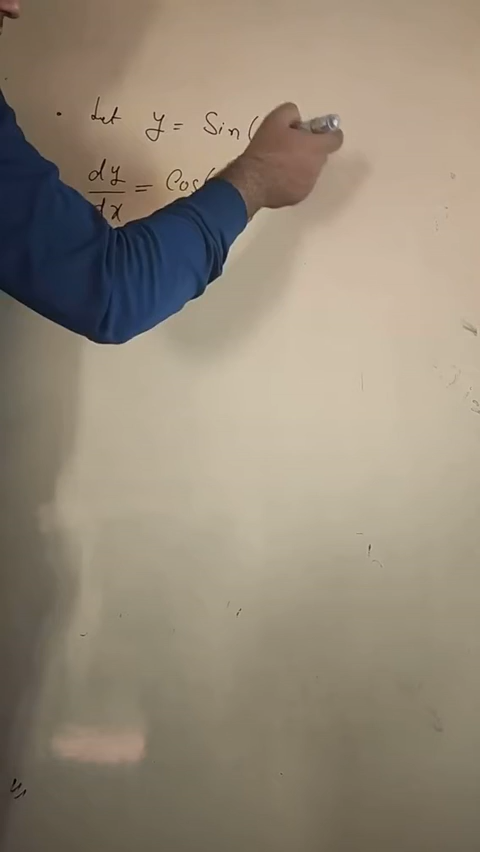 . Let y = Sin(
dy/dx = Cos(